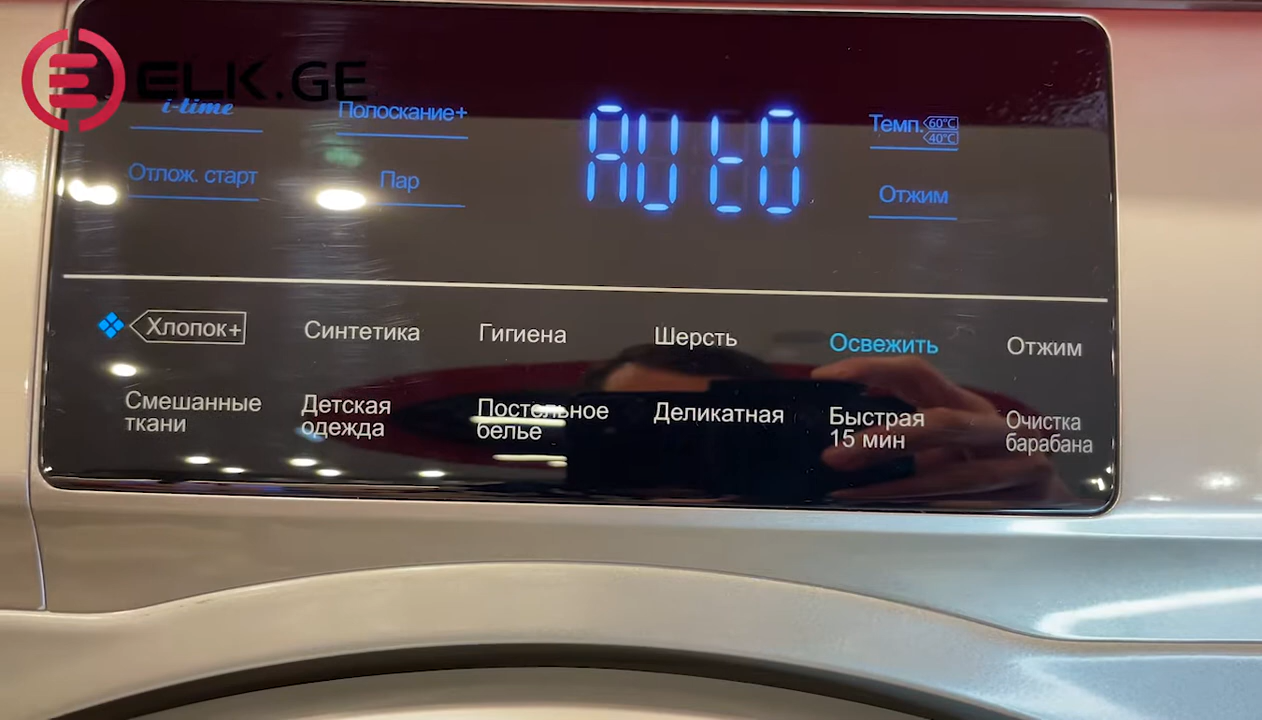 ELK.GE
i-time
Полоскание+
AUtO
Темп. 60°C
40°C
Отлож. старт
Пар
Отжим
Хлопок+
Синтетика
Гигиена
Шерсть
Освежить
Отжим
Смешанные
ткани
Детская
одежда
Постельное
белье
Деликатная
Быстрая
15 мин
Очистка
барабана